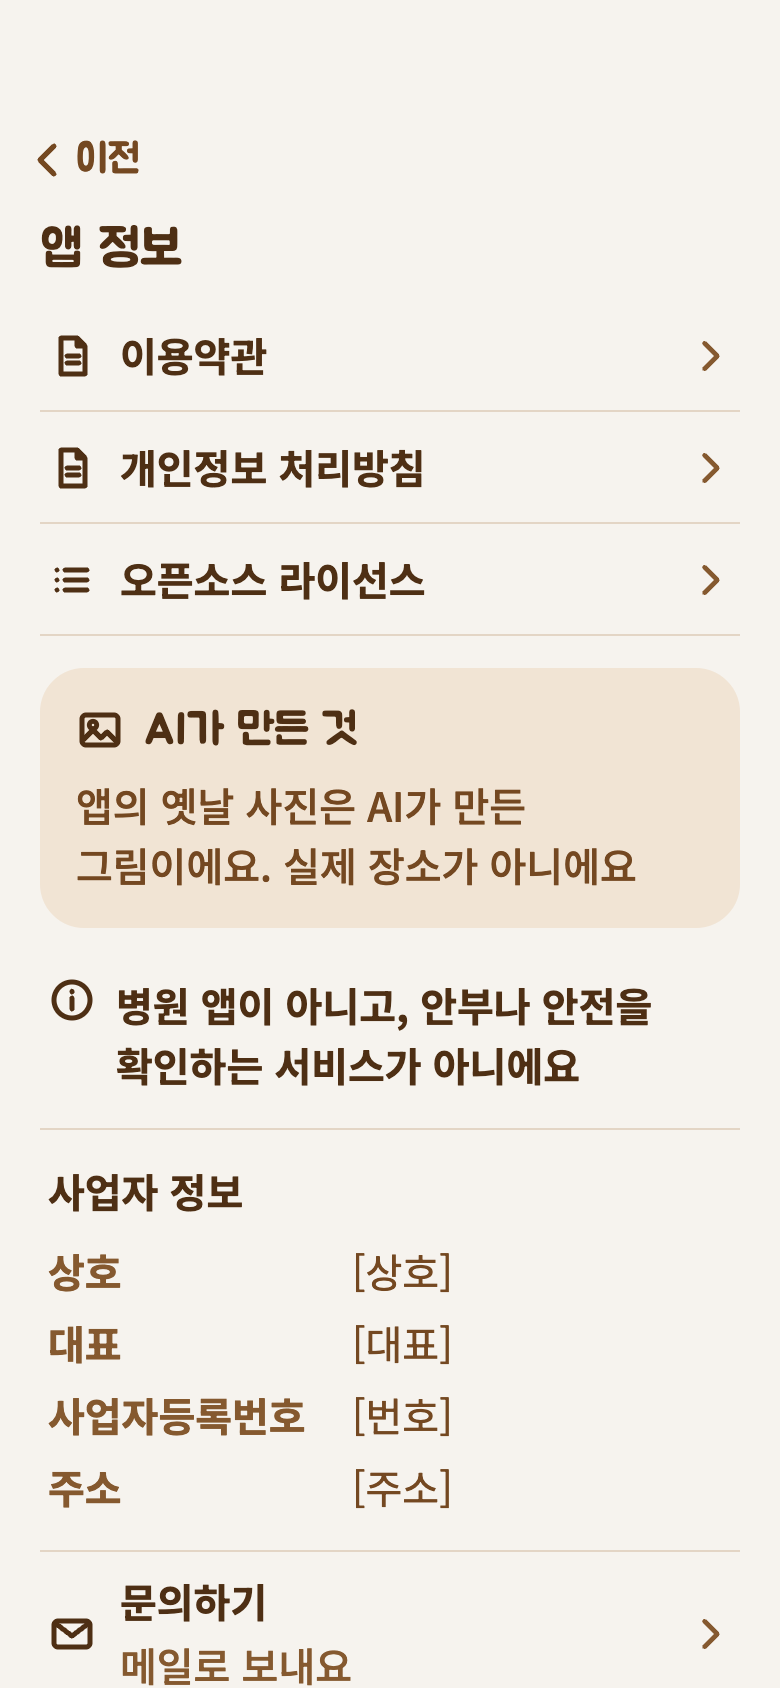 이전
앱 정보
이용약관
개인정보 처리방침
오픈소스 라이선스
AI가 만든 것
앱의 옛날 사진은 AI가 만든
그림이에요. 실제 장소가 아니에요
병원 앱이 아니고, 안부나 안전을
확인하는 서비스가 아니에요
사업자 정보
상호 [상호]
대표 [대표]
사업자등록번호 [번호]
주소 [주소]
문의하기
메일로 보내요